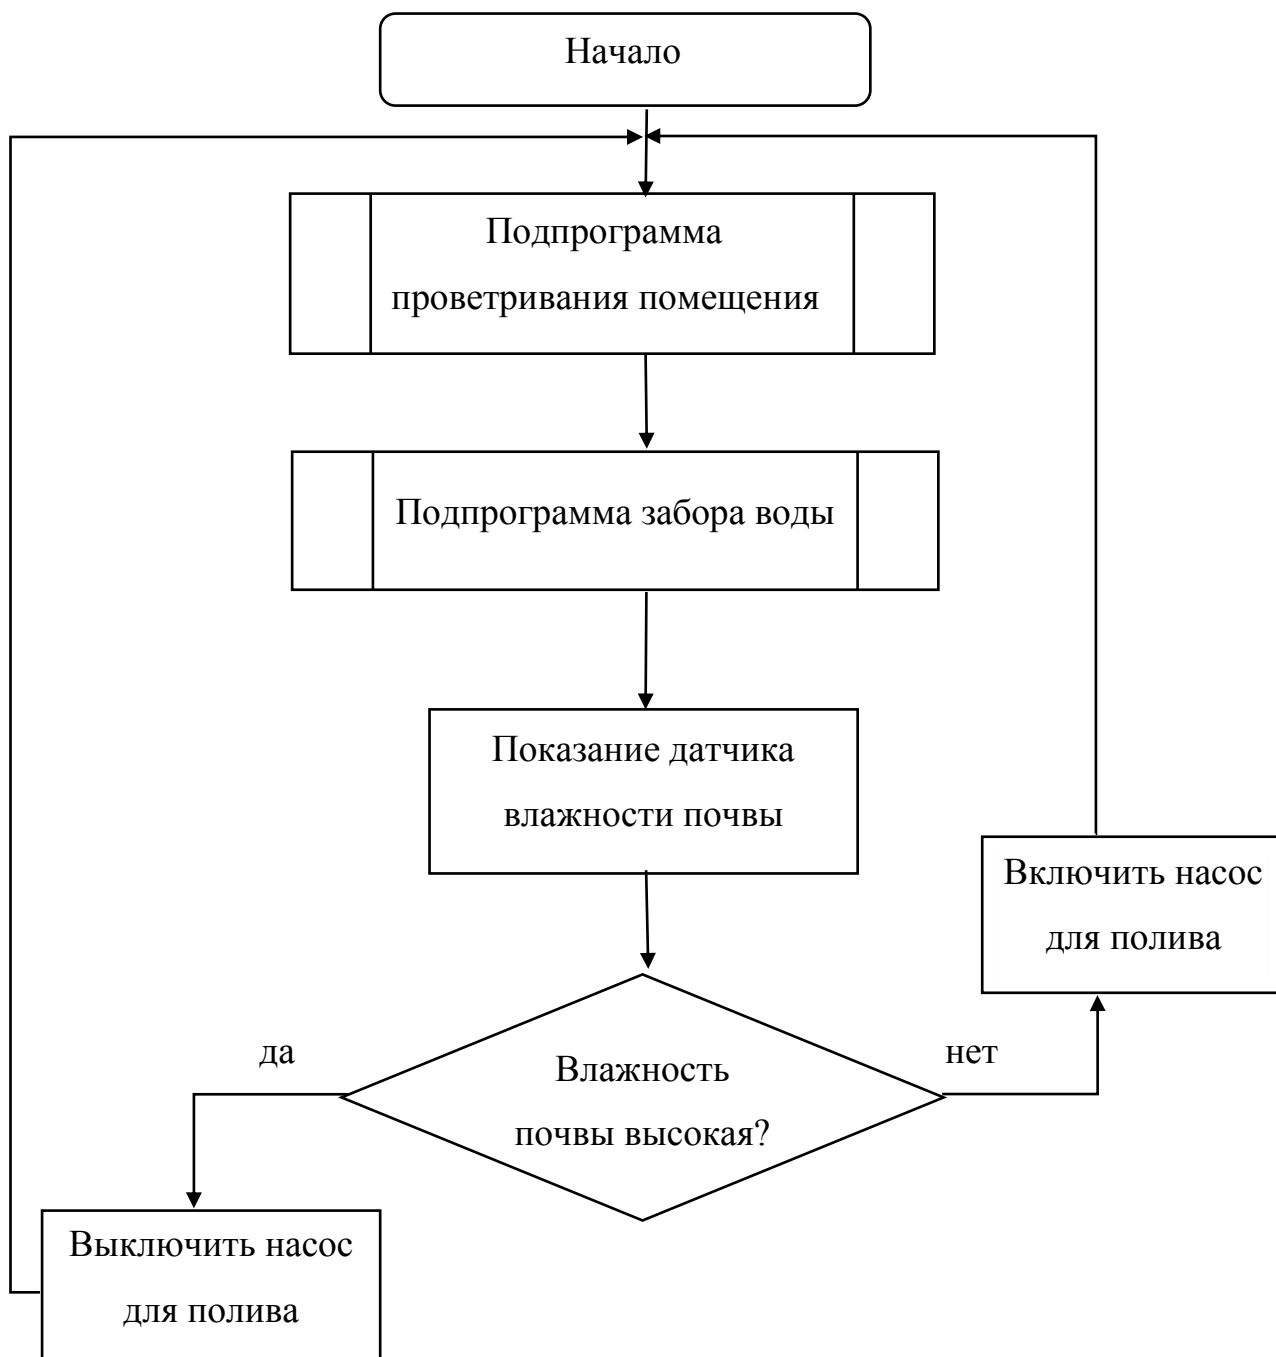 Начало
Подпрограмма
проветривания помещения
Подпрограмма забора воды
Показание датчика
влажности почвы
Включить насос
для полива
да
нет
Влажность
почвы высокая?
Выключить насос
для полива